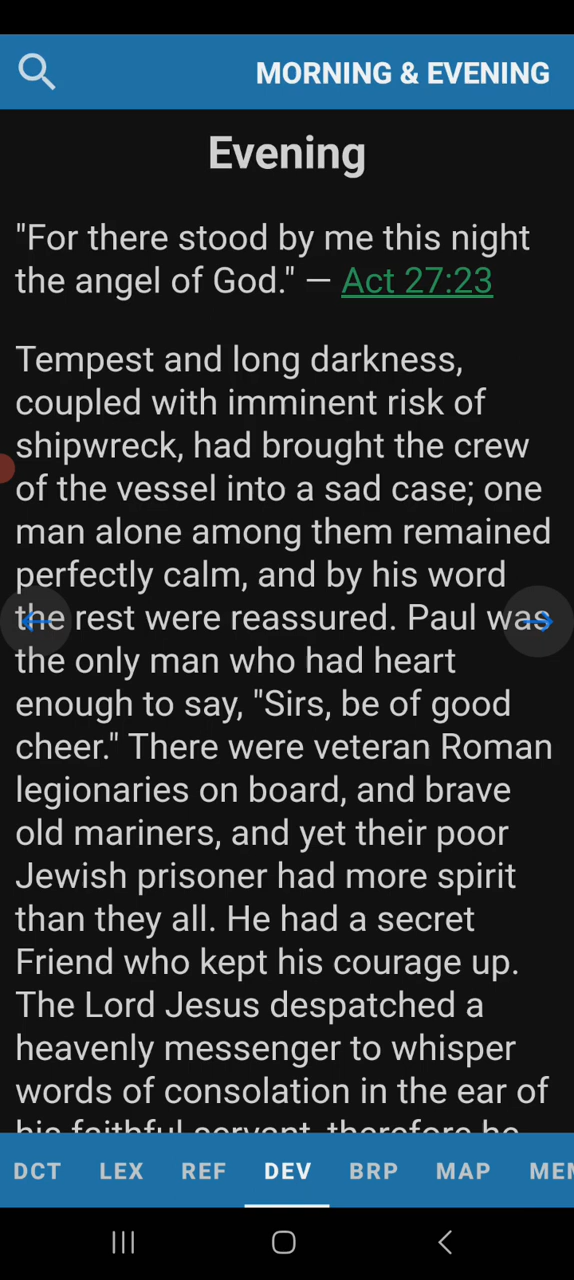 MORNING & EVENING
Evening
"For there stood by me this night
the angel of God." — Act 27:23
Tempest and long darkness,
coupled with imminent risk of
shipwreck, had brought the crew
of the vessel into a sad case; one
man alone among them remained
perfectly calm, and by his word
the rest were reassured. Paul was
the only man who had heart
enough to say, "Sirs, be of good
cheer." There were veteran Roman
legionaries on board, and brave
old mariners, and yet their poor
Jewish prisoner had more spirit
than they all. He had a secret
Friend who kept his courage up.
The Lord Jesus despatched a
heavenly messenger to whisper
words of consolation in the ear of
his faithful servant, therefore he
DCT LEX REF DEV BRP MAP MEM